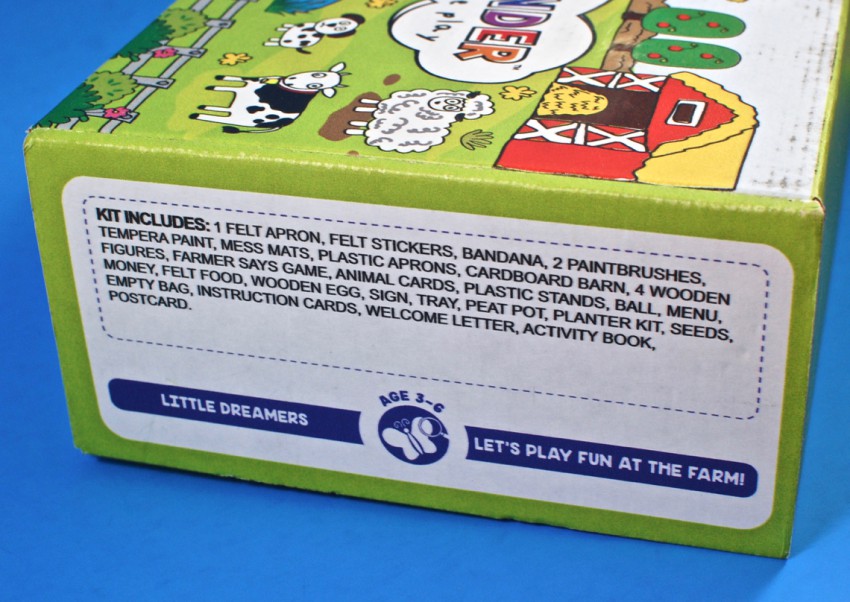 NDER™
t play
KIT INCLUDES: 1 FELT APRON, FELT STICKERS, BANDANA, 2 PAINTBRUSHES,
TEMPERA PAINT, MESS MATS, PLASTIC APRONS, CARDBOARD BARN, 4 WOODEN
FIGURES, FARMER SAYS GAME, ANIMAL CARDS, PLASTIC STANDS, BALL, MENU,
MONEY, FELT FOOD, WOODEN EGG, SIGN, TRAY, PEAT POT, PLANTER KIT, SEEDS,
EMPTY BAG, INSTRUCTION CARDS, WELCOME LETTER, ACTIVITY BOOK,
POSTCARD.
AGE 3-6
LITTLE DREAMERS
LET'S PLAY FUN AT THE FARM!